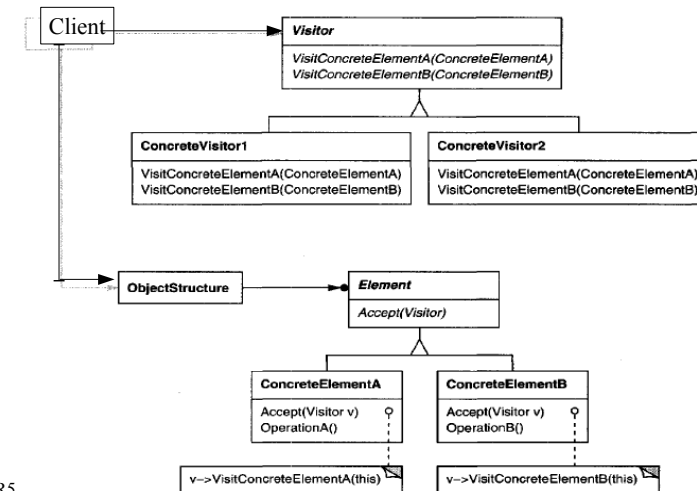 Client
Visitor
VisitConcreteElementA(ConcreteElementA)
VisitConcreteElementB(ConcreteElementB)
ConcreteVisitor1
VisitConcreteElementA(ConcreteElementA)
VisitConcreteElementB(ConcreteElementB)
ConcreteVisitor2
VisitConcreteElementA(ConcreteElementA)
VisitConcreteElementB(ConcreteElementB)
ObjectStructure
Element
Accept(Visitor)
ConcreteElementA
Accept(Visitor v)
OperationA()
ConcreteElementB
Accept(Visitor v)
OperationB()
v–>VisitConcreteElementA(this)
v–>VisitConcreteElementB(this)